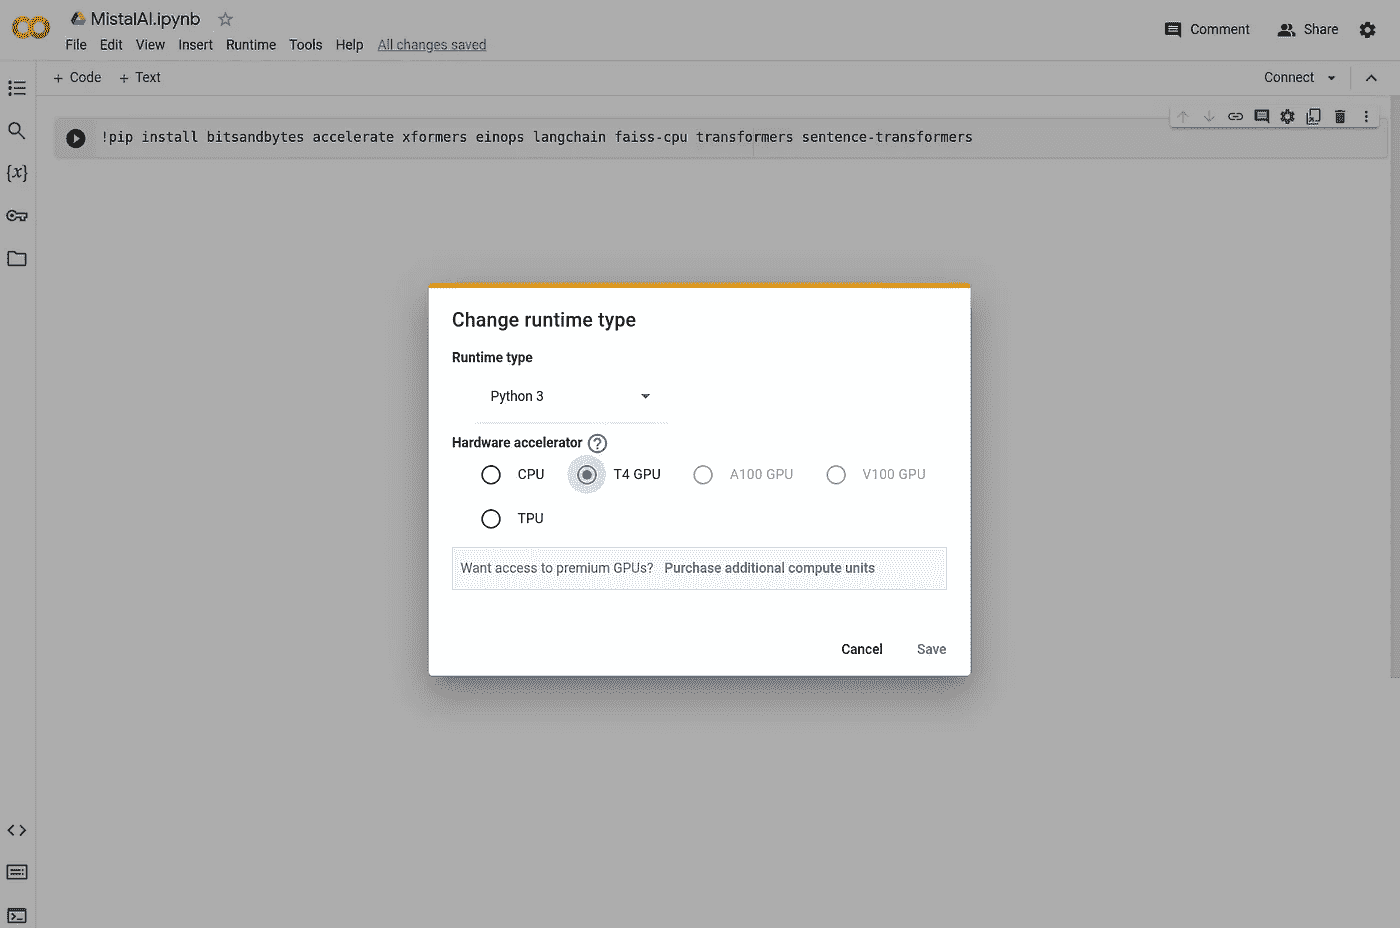 MistalAI.ipynb
File Edit View Insert Runtime Tools Help All changes saved
Comment Share
+ Code + Text
Connect
{x}
!pip install bitsandbytes accelerate xformers einops langchain faiss-cpu transformers sentence-transformers
Change runtime type
Runtime type
Python 3
Hardware accelerator ?
CPU T4 GPU A100 GPU V100 GPU
TPU
Want access to premium GPUs? Purchase additional compute units
Cancel Save